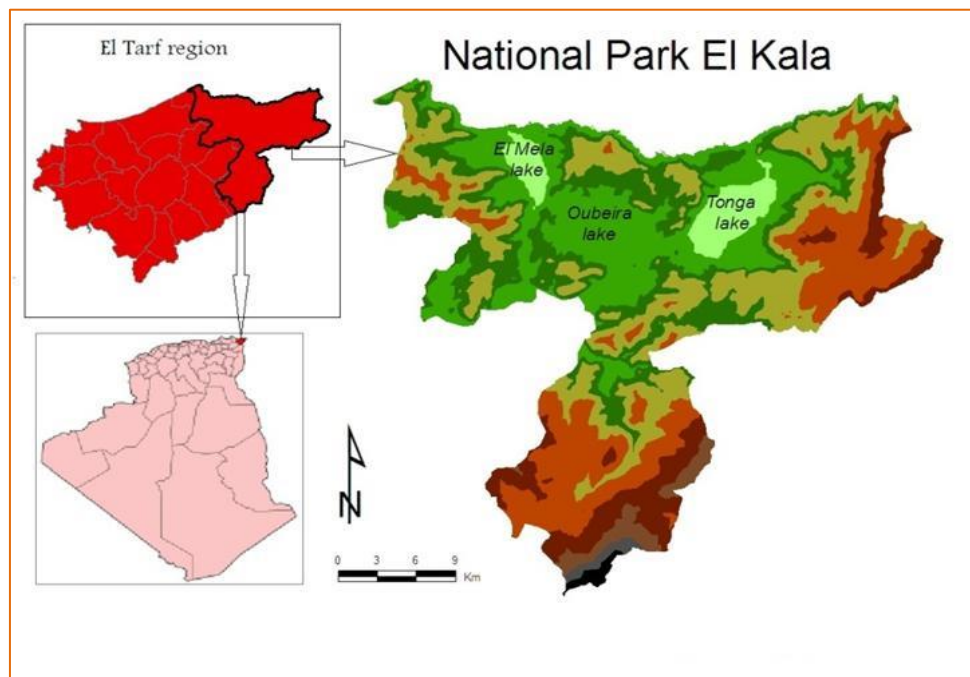 El Tarf region
National Park El Kala
El Mela
lake
Oubeira
lake
Tonga
lake
N
0 3 6 9
Km